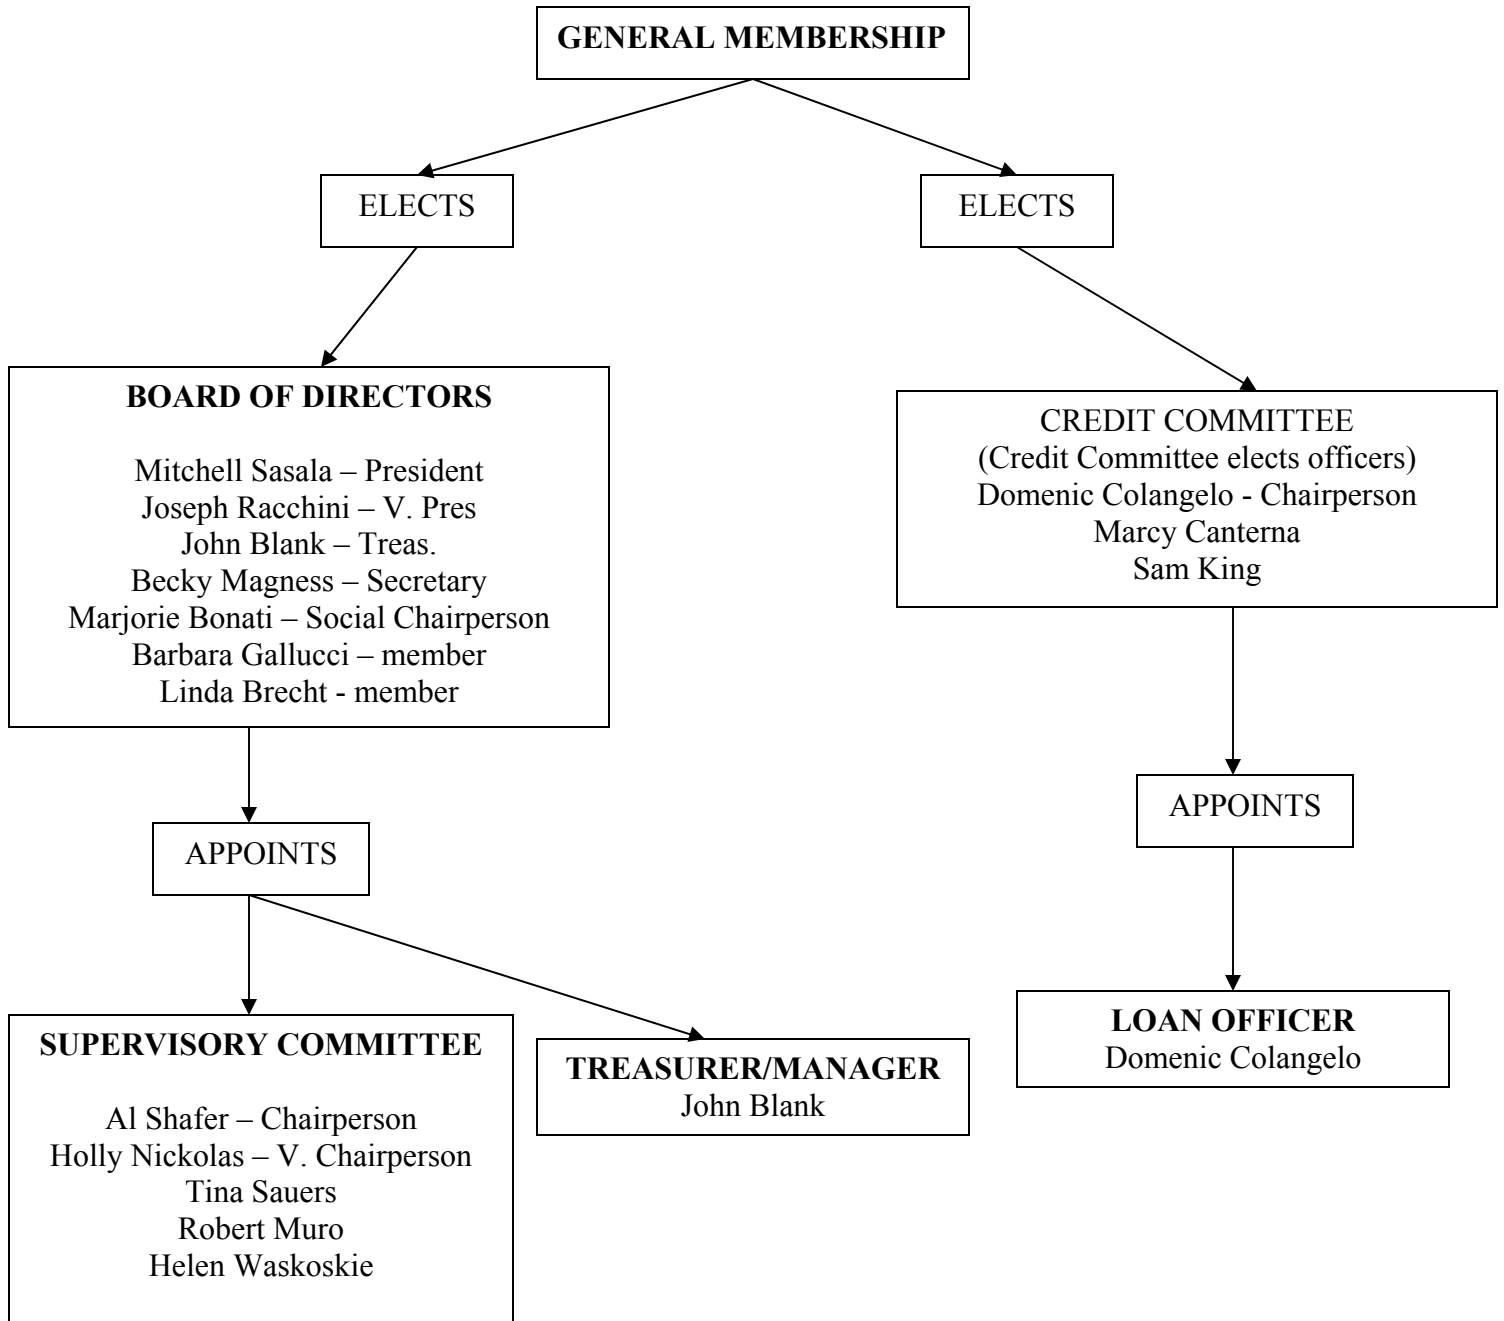 GENERAL MEMBERSHIP
ELECTS
ELECTS
BOARD OF DIRECTORS
Mitchell Sasala – President
Joseph Racchini – V. Pres
John Blank – Treas.
Becky Magness – Secretary
Marjorie Bonati – Social Chairperson
Barbara Gallucci – member
Linda Brecht - member
CREDIT COMMITTEE
(Credit Committee elects officers)
Domenic Colangelo - Chairperson
Marcy Canterna
Sam King
APPOINTS
APPOINTS
SUPERVISORY COMMITTEE
Al Shafer – Chairperson
Holly Nickolas – V. Chairperson
Tina Sauers
Robert Muro
Helen Waskoskie
TREASURER/MANAGER
John Blank
LOAN OFFICER
Domenic Colangelo